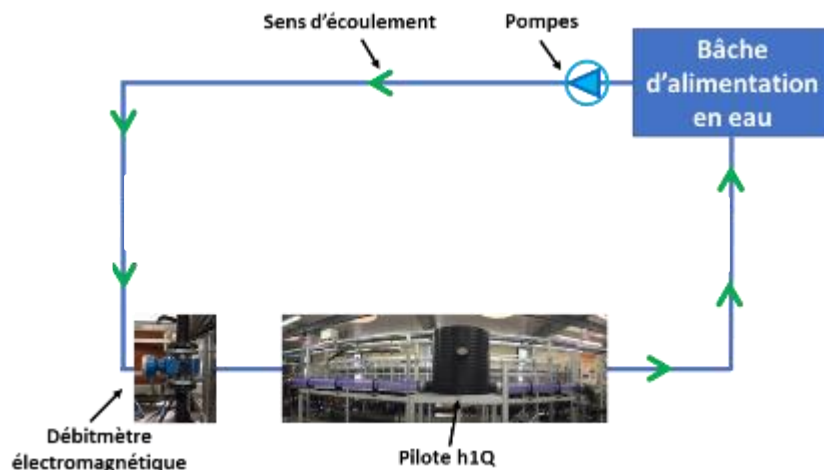 Sens d'écoulement
Pompes
Bâche
d'alimentation
en eau
Débitmètre
électromagnétique
Pilote h1Q